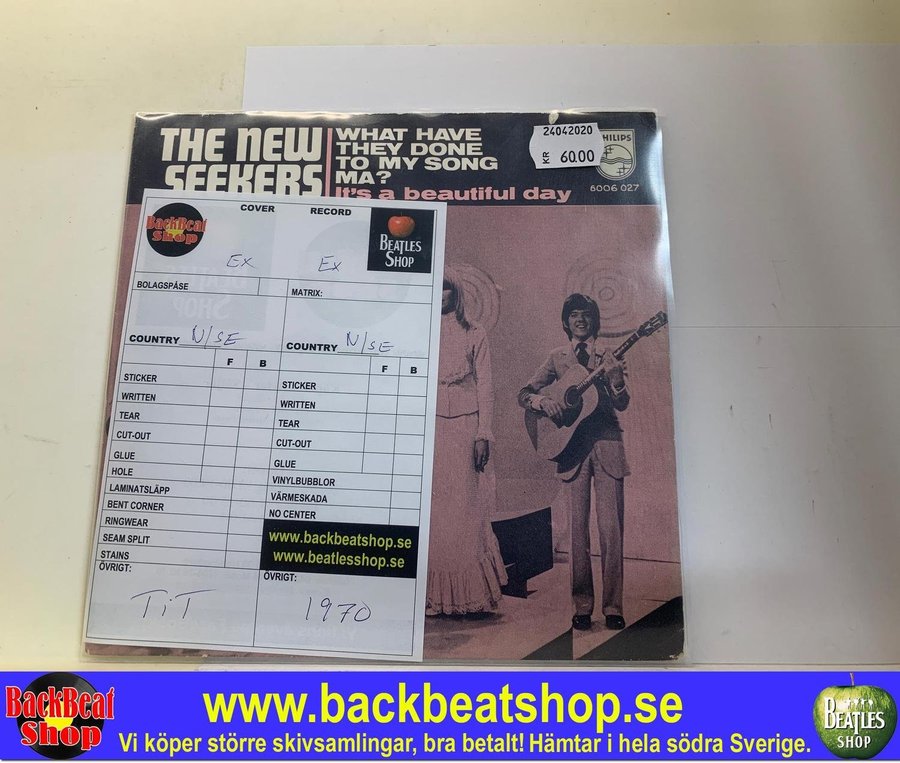 THE NEW
SEEKERS
WHAT HAVE
THEY DONE
TO MY SONG
MA?
It's a beautiful day
24042020
KR 60.00
PHILIPS
6006 027
BackBeat
Shop
COVER RECORD
BEATLES
SHOP
Ex Ex
BOLAGSPÅSE MATRIX:
COUNTRY N/SE COUNTRY N/SE
F B F B
STICKER STICKER
WRITTEN WRITTEN
TEAR TEAR
CUT-OUT CUT-OUT
GLUE GLUE
HOLE VINYLBUBBLOR
LAMINATSLÄPP VÄRMESKADA
BENT CORNER NO CENTER
RINGWEAR
SEAM SPLIT
STAINS
www.backbeatshop.se
www.beatlesshop.se
ÖVRIGT: ÖVRIGT:
TiT 1970
BackBeat
Shop
www.backbeatshop.se
Vi köper större skivsamlingar, bra betalt! Hämtar i hela södra Sverige.
BEATLES
SHOP